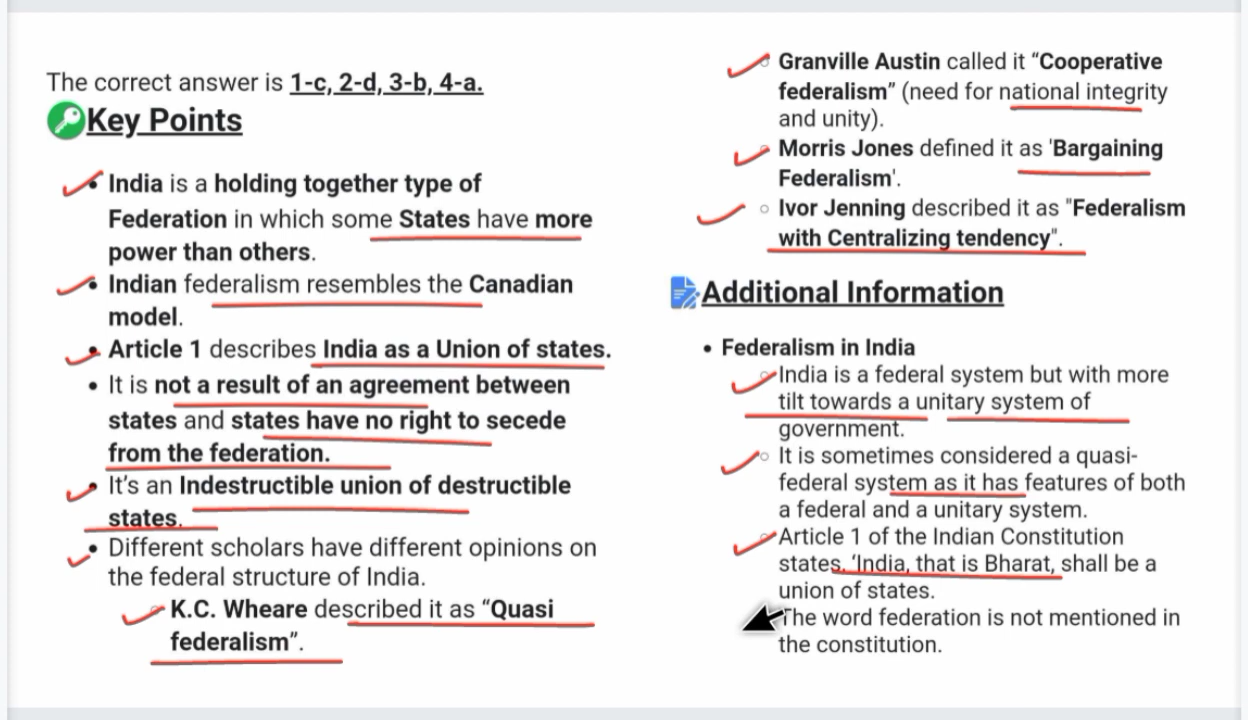 The correct answer is 1-c, 2-d, 3-b, 4-a.
Key Points
• India is a holding together type of
Federation in which some States have more
power than others.
• Indian federalism resembles the Canadian
model.
• Article 1 describes India as a Union of states.
• It is not a result of an agreement between
states and states have no right to secede
from the federation.
• It's an Indestructible union of destructible
states.
• Different scholars have different opinions on
the federal structure of India.
K.C. Wheare described it as “Quasi
federalism”.
Granville Austin called it “Cooperative
federalism” (need for national integrity
and unity).
Morris Jones defined it as 'Bargaining
Federalism'.
○ Ivor Jenning described it as "Federalism
with Centralizing tendency".
Additional Information
• Federalism in India
○ India is a federal system but with more
tilt towards a unitary system of
government.
○ It is sometimes considered a quasi-
federal system as it has features of both
a federal and a unitary system.
Article 1 of the Indian Constitution
states, ‘India, that is Bharat, shall be a
union of states.
The word federation is not mentioned in
the constitution.